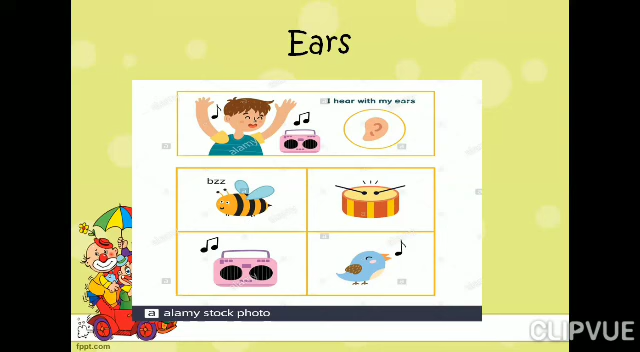 Ears
I hear with my ears
bzz
a alamy stock photo
fppt.com
CLIPVUE